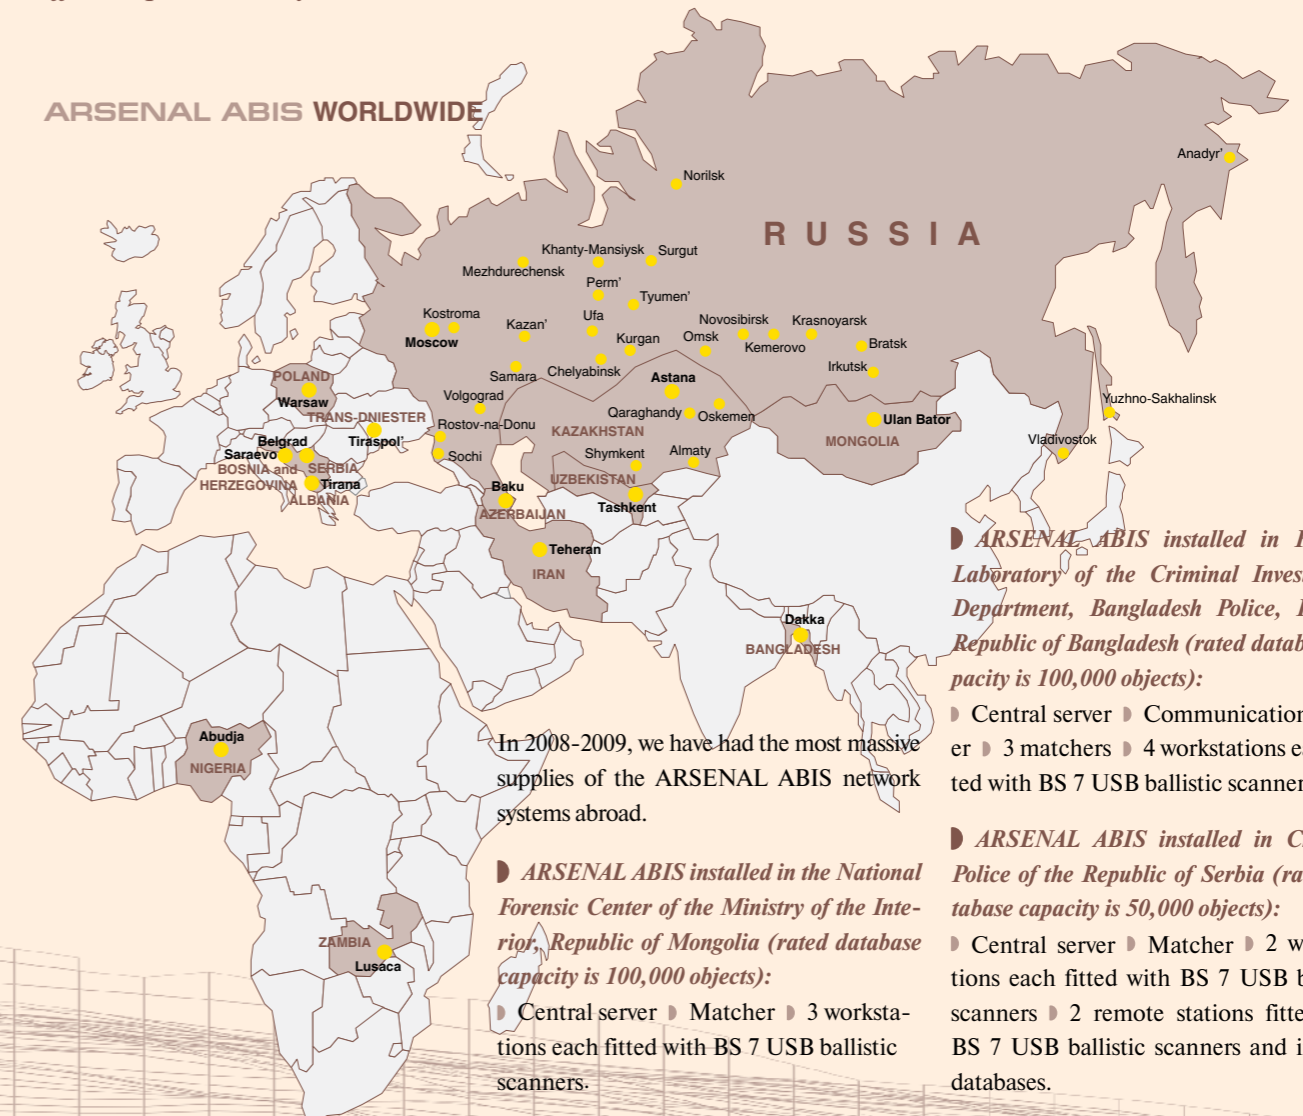 ARSENAL ABIS WORLDWIDE
Anadyr'
Norilsk
RUSSIA
Khanty-Mansiysk
Surgut
Mezhdurechensk
Perm'
Tyumen'
Kostroma
Kazan'
Ufa
Novosibirsk
Krasnoyarsk
Moscow
Kurgan
Omsk
Kemerovo
Bratsk
Samara
Chelyabinsk
Irkutsk
POLAND
Astana
Warsaw
Volgograd
Yuzhno-Sakhalinsk
TRANS-DNIESTER
Qaraghandy
Oskemen
Ulan Bator
Rostov-na-Donu
KAZAKHSTAN
MONGOLIA
Belgrad
Tiraspol'
Vladivostok
Saraevo
Sochi
Shymkent
Almaty
BOSNIA and
HERZEGOVINA
SERBIA
UZBEKISTAN
Tirana
Baku
ALBANIA
Tashkent
AZERBAIJAN
Teheran
IRAN
Dakka
BANGLADESH
Abudja
NIGERIA
ZAMBIA
Lusaca
In 2008-2009, we have had the most massive
supplies of the ARSENAL ABIS network
systems abroad.
ARSENAL ABIS installed in the National
Forensic Center of the Ministry of the Inte-
rior, Republic of Mongolia (rated database
capacity is 100,000 objects):
Central server Matcher 3 worksta-
tions each fitted with BS 7 USB ballistic
scanners.
ARSENAL ABIS installed in
Laboratory of the Criminal
Department, Bangladesh Police,
Republic of Bangladesh (rated
pacity is 100,000 objects):
Central server Communication
er 3 matchers 4 workstations
ted with BS 7 USB ballistic
ARSENAL ABIS installed in
Police of the Republic of Serbia
tabase capacity is 50,000 objects):
Central server Matcher 2
tions each fitted with BS 7 USB
scanners 2 remote stations
BS 7 USB ballistic scanners and
databases.